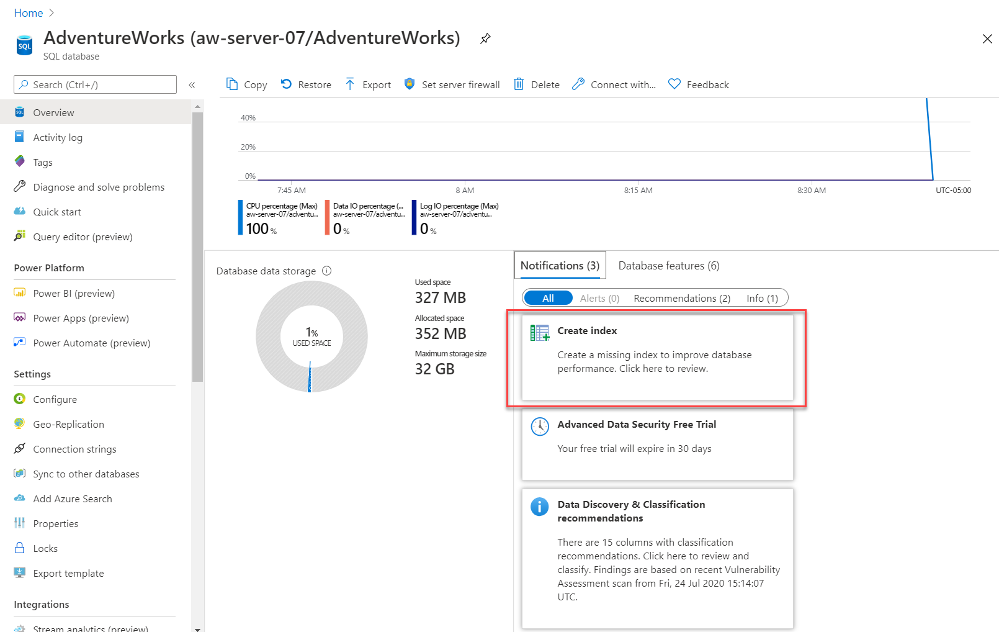 Home
AdventureWorks (aw-server-07/AdventureWorks)
SQL database
SQL
Search (Ctrl+/)
«
Copy
Restore
Export
Set server firewall
Delete
Connect with...
Feedback
Overview
Activity log
Tags
Diagnose and solve problems
Quick start
Query editor (preview)
Power Platform
Power BI (preview)
Power Apps (preview)
Power Automate (preview)
Settings
Configure
Geo-Replication
Connection strings
Sync to other databases
Add Azure Search
Properties
Locks
Export template
Integrations
Stream analytics (preview)
40%
20%
0%
7:45 AM
8 AM
8:15 AM
8:30 AM
UTC-05:00
CPU percentage (Max)
aw-server-07/adventu...
100 %
Data IO percentage (...
aw-server-07/adventu...
0 %
Log IO percentage (Max)
aw-server-07/adventu...
0 %
Database data storage
1%
USED SPACE
Used space
327 MB
Allocated space
352 MB
Maximum storage size
32 GB
Notifications (3)
Database features (6)
All
Alerts (0)
Recommendations (2)
Info (1)
Create index
Create a missing index to improve database
performance. Click here to review.
Advanced Data Security Free Trial
Your free trial will expire in 30 days
Data Discovery & Classification
recommendations
There are 15 columns with classification
recommendations. Click here to review and
classify. Findings are based on recent Vulnerability
Assessment scan from Fri, 24 Jul 2020 15:14:07
UTC.